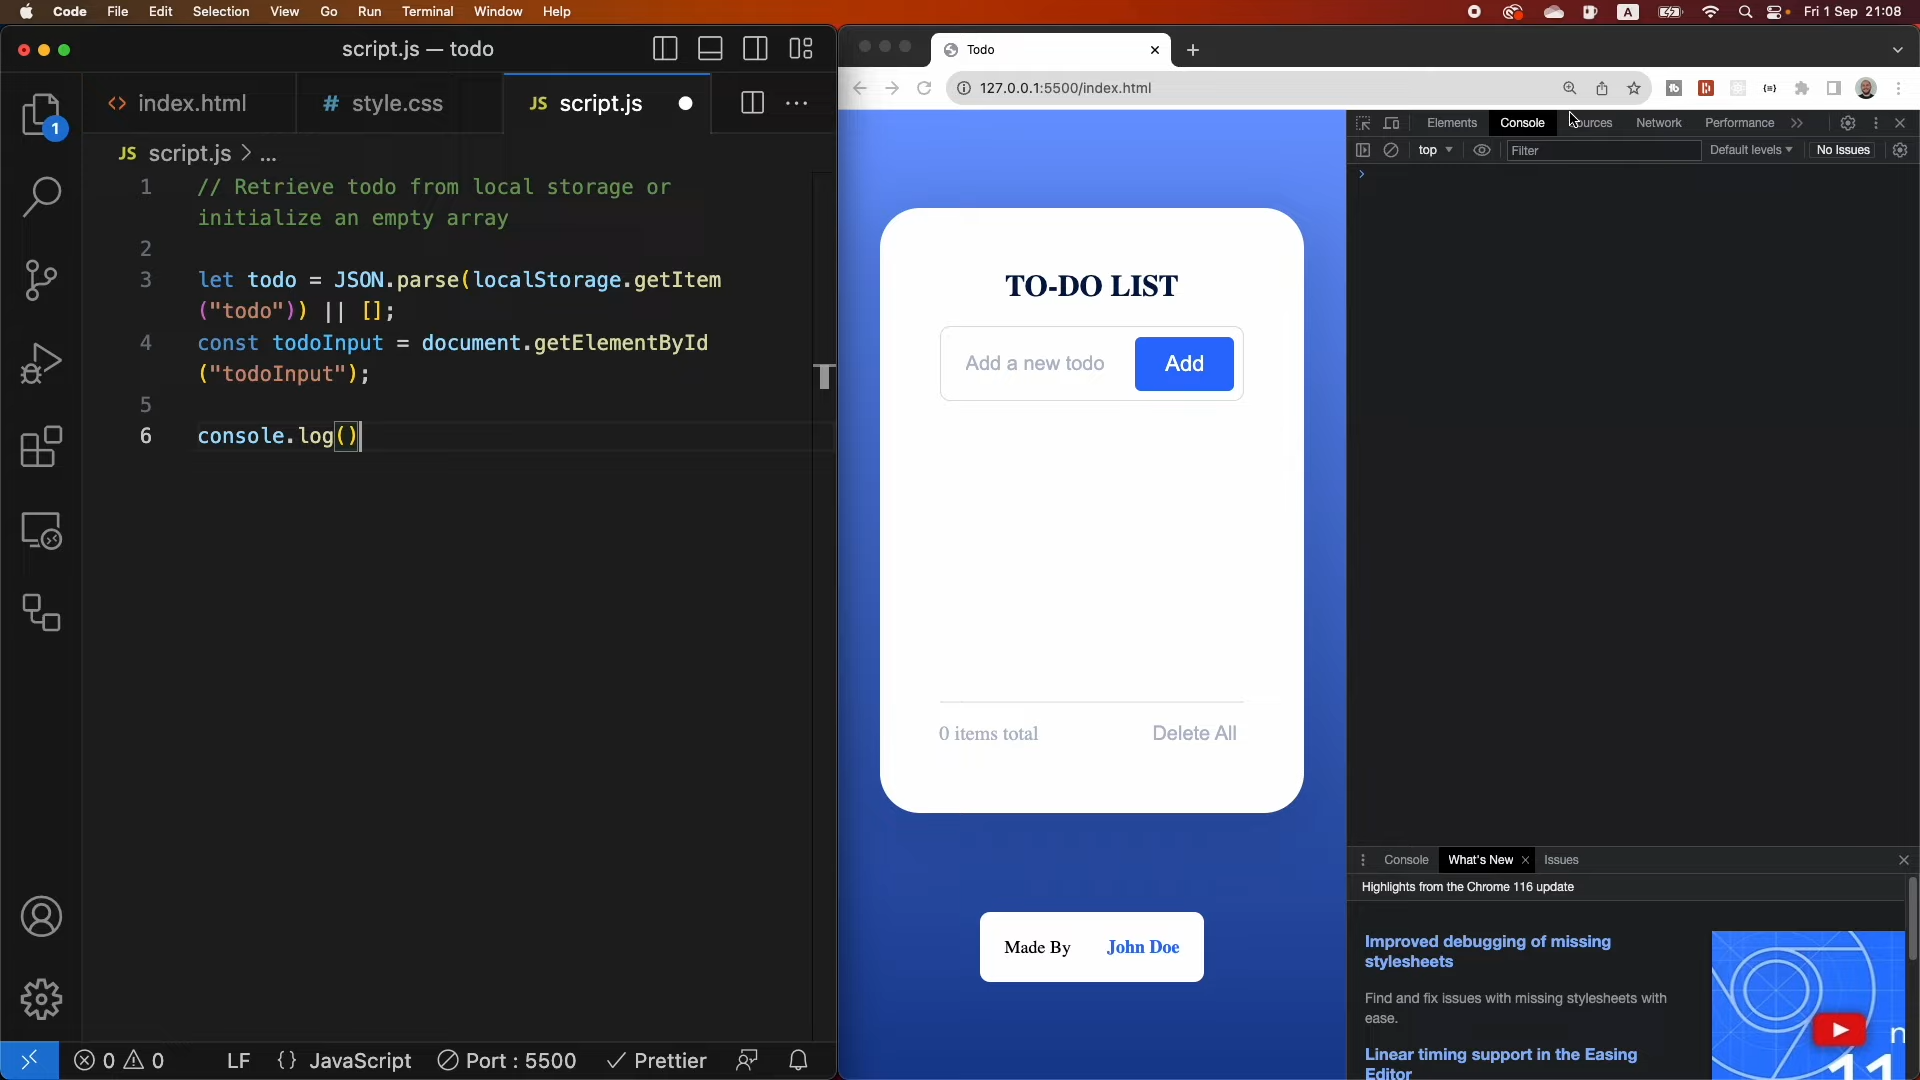 Code File Edit Selection View Go Run Terminal Window Help
A
Fri 1 Sep 21:08
script.js — todo
<> index.html
# style.css
JS script.js
JS script.js > ...
1 // Retrieve todo from local storage or
initialize an empty array
2
3 let todo = JSON.parse(localStorage.getItem
("todo")) || [];
4 const todoInput = document.getElementById
("todoInput");
5
6 console.log()
1
0 0
LF
{} JavaScript
Port : 5500
Prettier
Todo
127.0.0.1:5500/index.html
TO-DO LIST
Add a new todo
Add
0 items total
Delete All
Made By John Doe
Elements Console Sources Network Performance
top
Filter
Default levels
No Issues
Console What's New Issues
Highlights from the Chrome 116 update
Improved debugging of missing
stylesheets
Find and fix issues with missing stylesheets with
ease.
Linear timing support in the Easing
Editor
n
11